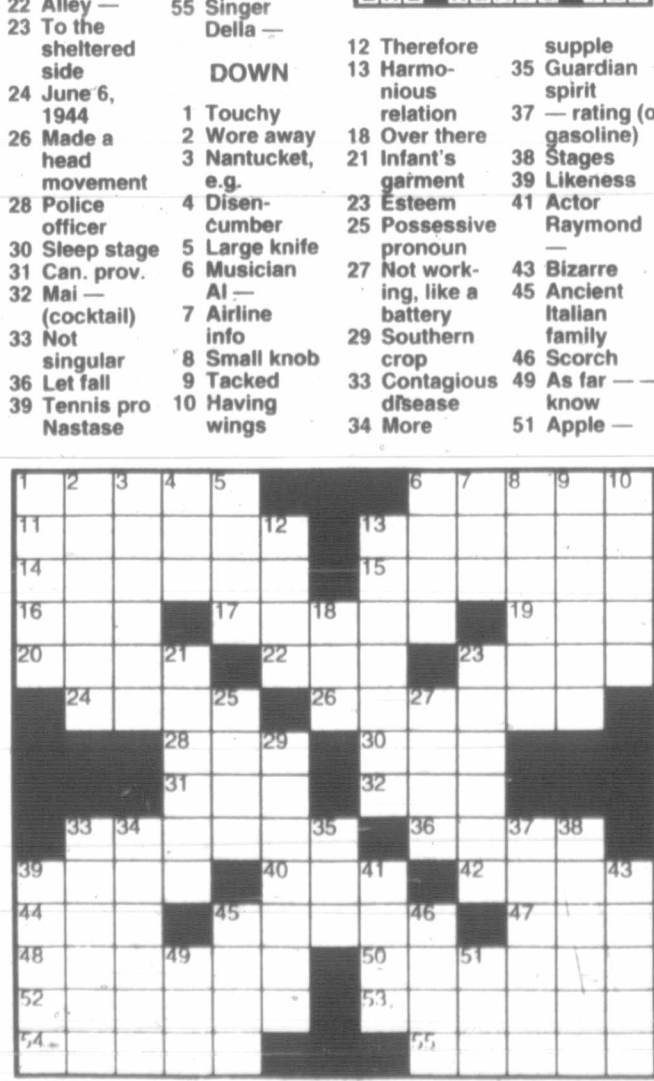 22 Alley —
23 To the
sheltered
side
24 June 6,
1944
26 Made a
head
movement
28 Police
officer
30 Sleep stage
31 Can. prov.
32 Mai —
(cocktail)
33 Not
singular
36 Let fall
39 Tennis pro
Nastase
55 Singer
Della —
DOWN
1 Touchy
2 Wore away
3 Nantucket,
e.g.
4 Disen-
cumber
5 Large knife
6 Musician
Al —
7 Airline
info
8 Small knob
9 Tacked
10 Having
wings
12 Therefore
13 Harmo-
nious
relation
18 Over there
21 Infant's
garment
23 Esteem
25 Possessive
pronoun
27 Not work-
ing, like a
battery
29 Southern
crop
33 Contagious
disease
34 More
supple
35 Guardian
spirit
37 — rating (o
gasoline)
38 Stages
39 Likeness
41 Actor
Raymond
—
43 Bizarre
45 Ancient
Italian
family
46 Scorch
49 As far — —
know
51 Apple —
1 2 3 4 5 6 7 8 9 10
11 12 13
14 15
16 17 18 19
20 21 22 23
24 25 26 27
28 29 30
31 32
33 34 35 36 37 38
39 40 41 42 43
44 45 46 47
48 49 50 51
52 53
54 55